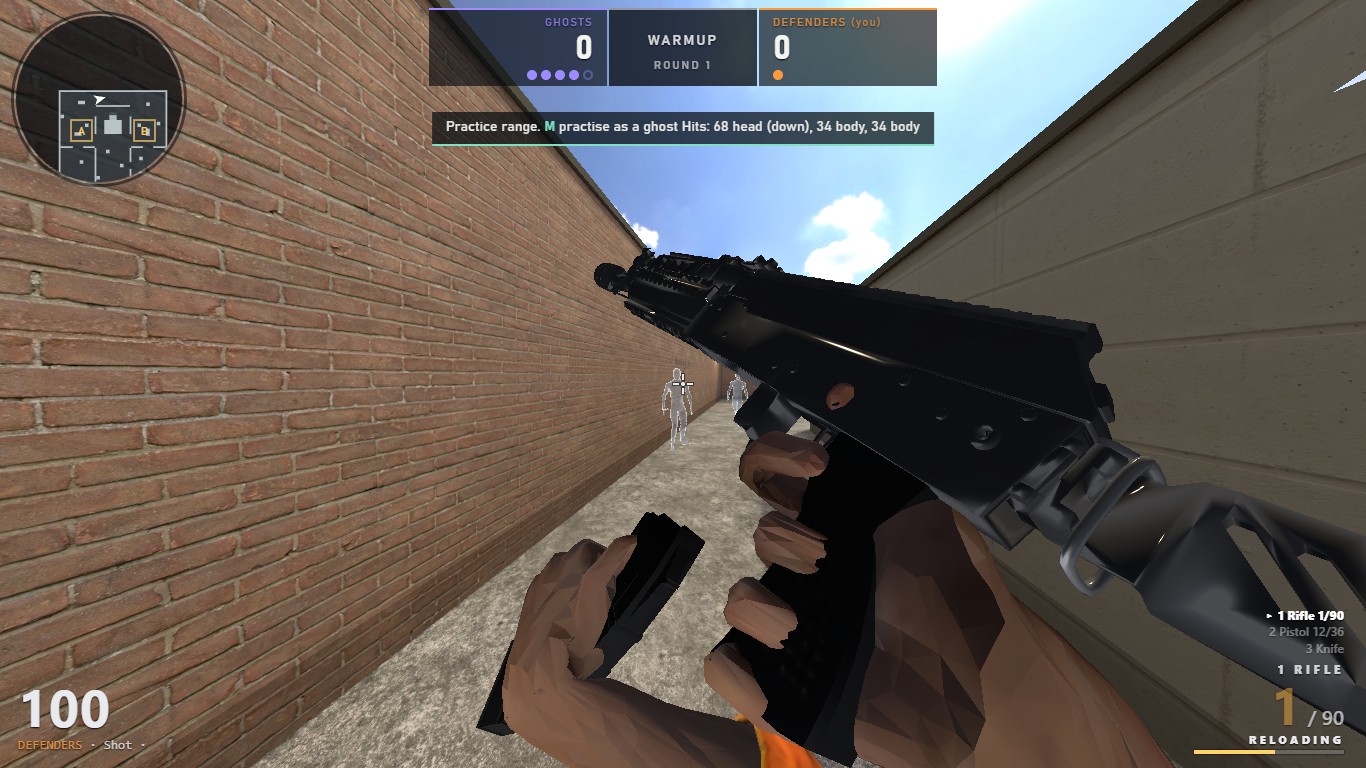 GHOSTS
0
WARMUP
ROUND 1
DEFENDERS (you)
0
Practice range. M practise as a ghost Hits: 68 head (down), 34 body, 34 body
A
B
▸ 1 Rifle 1/90
2 Pistol 12/36
3 Knife
1 RIFLE
1 / 90
RELOADING
100
DEFENDERS · Shot ·